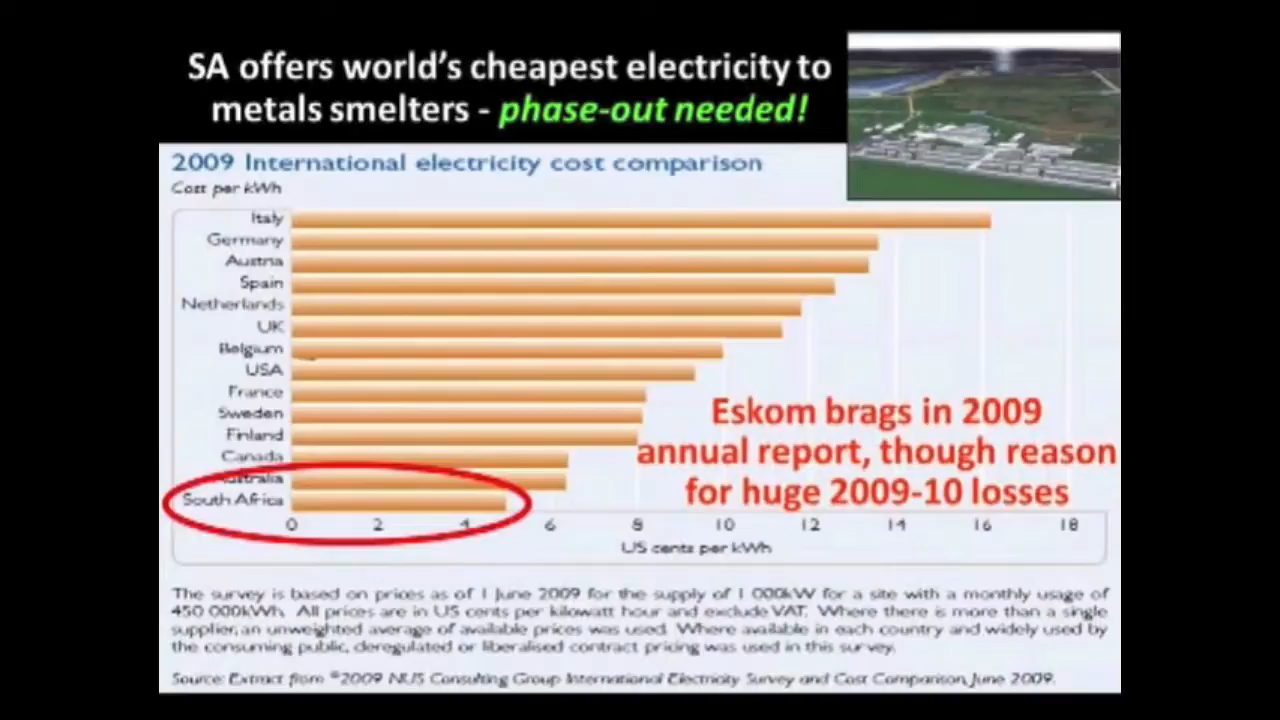 SA offers world's cheapest electricity to
metals smelters - phase-out needed!
2009 International electricity cost comparison
Cost per kWh
Italy
Germany
Austria
Spain
Netherlands
UK
Belgium
USA
France
Sweden
Finland
Canada
Australia
South Africa
0 2 4 6 8 10 12 14 16 18
US cents per kWh
Eskom brags in 2009
annual report, though reason
for huge 2009-10 losses
The survey is based on prices as of 1 June 2009 for the supply of 1 000kW for a site with a monthly usage of
450 000kWh. All prices are in US cents per kilowatt hour and exclude VAT. Where there is more than a single
supplier, an unweighted average of available prices was used. Where available in each country and widely used by
the consuming public, deregulated or liberalised contract pricing was used in this survey.
Source: Extract from ©2009 NUS Consulting Group International Electricity Survey and Cost Comparison, June 2009.